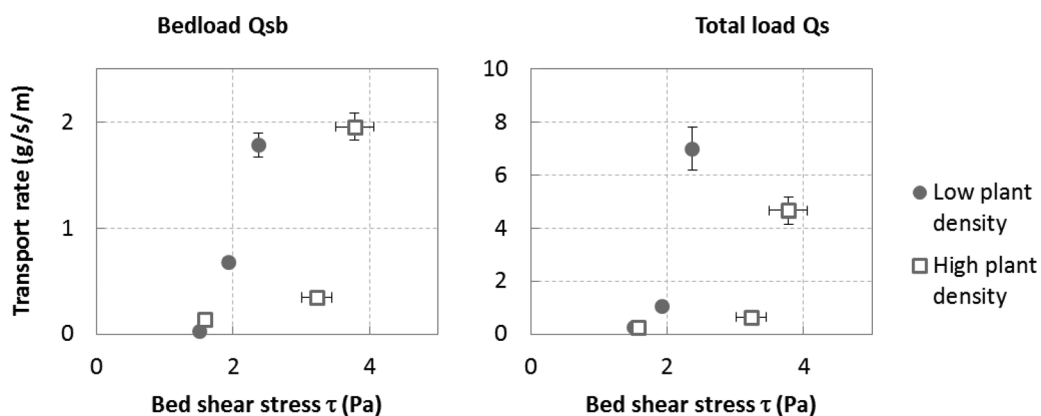 Bedload Qsb
Total load Qs
Transport rate (g/s/m)
2
1
0
0
2
4
Bed shear stress τ (Pa)
10
8
6
4
2
0
0
2
4
Bed shear stress τ (Pa)
Low plant
density
High plant
density